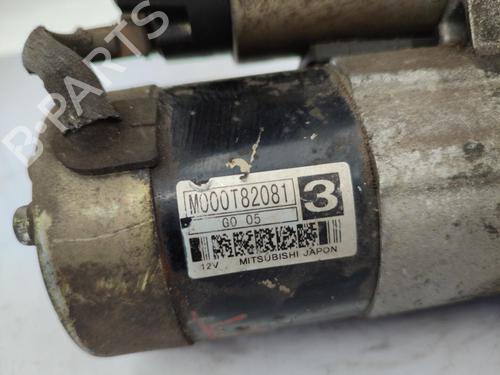 B-PARTS
M000T82081
3
G0 05
12V MITSUBISHI JAPON